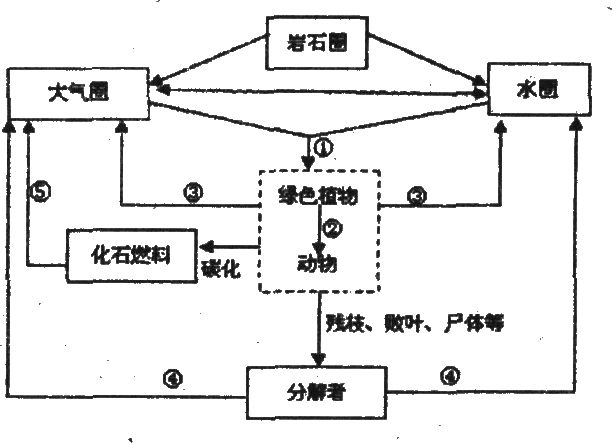 岩石圈
大气圈
水圈
①
⑤
③
③
绿色植物
②
化石燃料
碳化
动物
残枝、败叶、尸体等
④
④
分解者